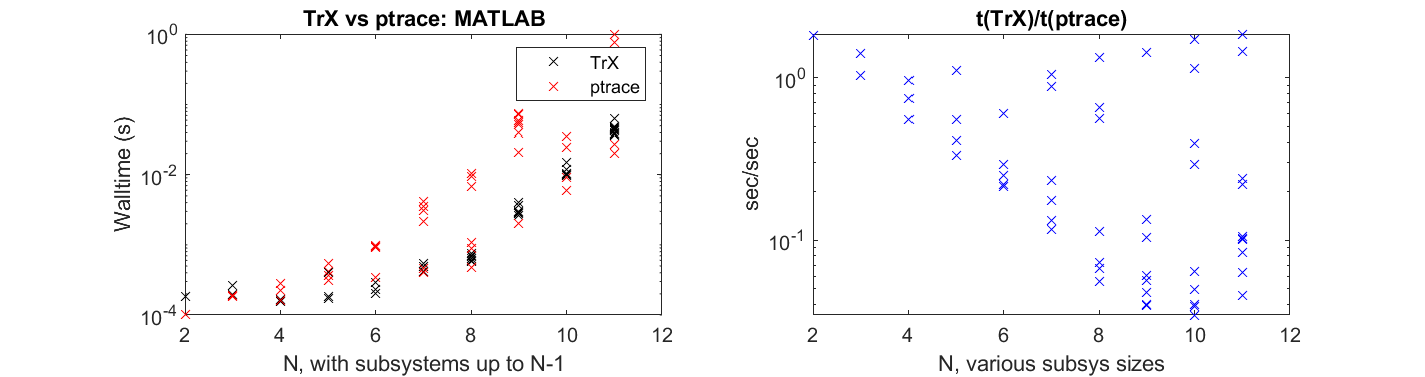 TrX vs ptrace: MATLAB
10^0
10^-2
10^-4
Walltime (s)
TrX
ptrace
2 4 6 8 10 12
N, with subsystems up to N-1
t(TrX)/t(ptrace)
10^0
10^-1
sec/sec
2 4 6 8 10 12
N, various subsys sizes